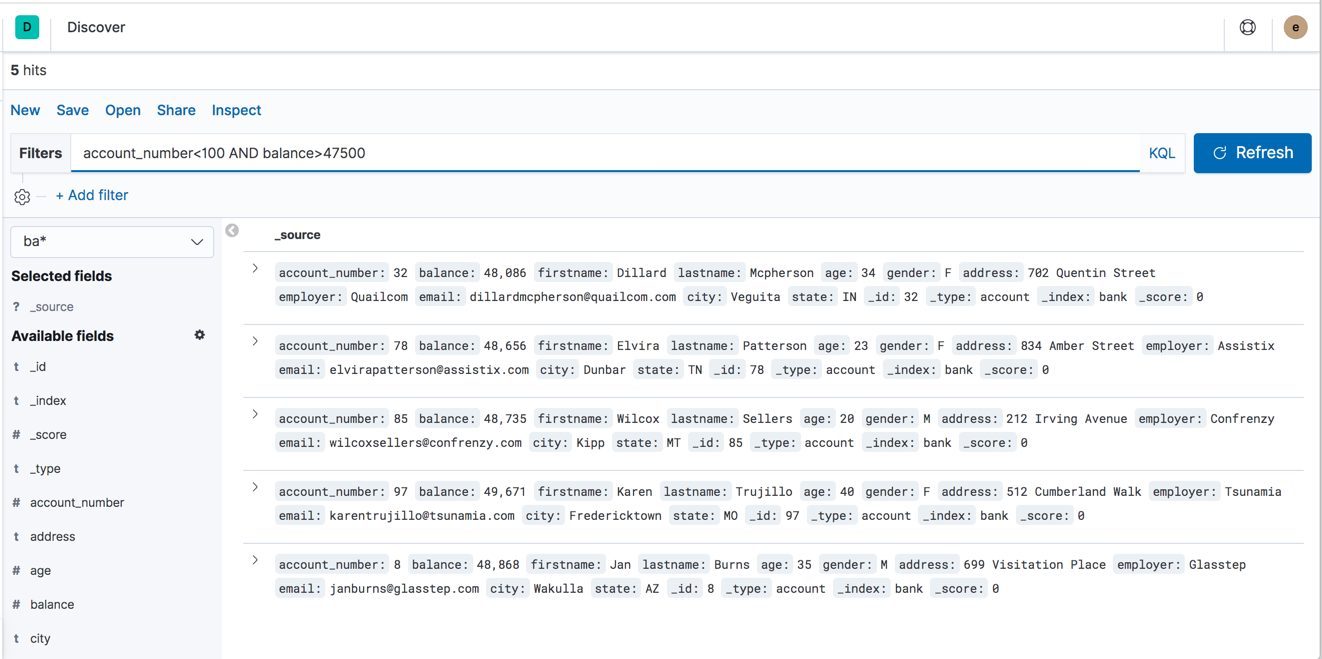 D Discover e
5 hits
New Save Open Share Inspect
Filters account_number<100 AND balance>47500 KQL Refresh
+ Add filter
ba*
Selected fields
? _source
Available fields
t _id
t _index
# _score
t _type
# account_number
t address
# age
# balance
t city
_source
account_number: 32 balance: 48,086 firstname: Dillard lastname: Mcpherson age: 34 gender: F address: 702 Quentin Street
employer: Quailcom email: dillardmcpherson@quailcom.com city: Veguita state: IN _id: 32 _type: account _index: bank _score: 0
account_number: 78 balance: 48,656 firstname: Elvira lastname: Patterson age: 23 gender: F address: 834 Amber Street employer: Assistix
email: elvirapatterson@assistix.com city: Dunbar state: TN _id: 78 _type: account _index: bank _score: 0
account_number: 85 balance: 48,735 firstname: Wilcox lastname: Sellers age: 20 gender: M address: 212 Irving Avenue employer: Confrenzy
email: wilcoxsellers@confrenzy.com city: Kipp state: MT _id: 85 _type: account _index: bank _score: 0
account_number: 97 balance: 49,671 firstname: Karen lastname: Trujillo age: 40 gender: F address: 512 Cumberland Walk employer: Tsunamia
email: karentrujillo@tsunamia.com city: Fredericktown state: MO _id: 97 _type: account _index: bank _score: 0
account_number: 8 balance: 48,868 firstname: Jan lastname: Burns age: 35 gender: M address: 699 Visitation Place employer: Glasstep
email: janburns@glasstep.com city: Wakulla state: AZ _id: 8 _type: account _index: bank _score: 0